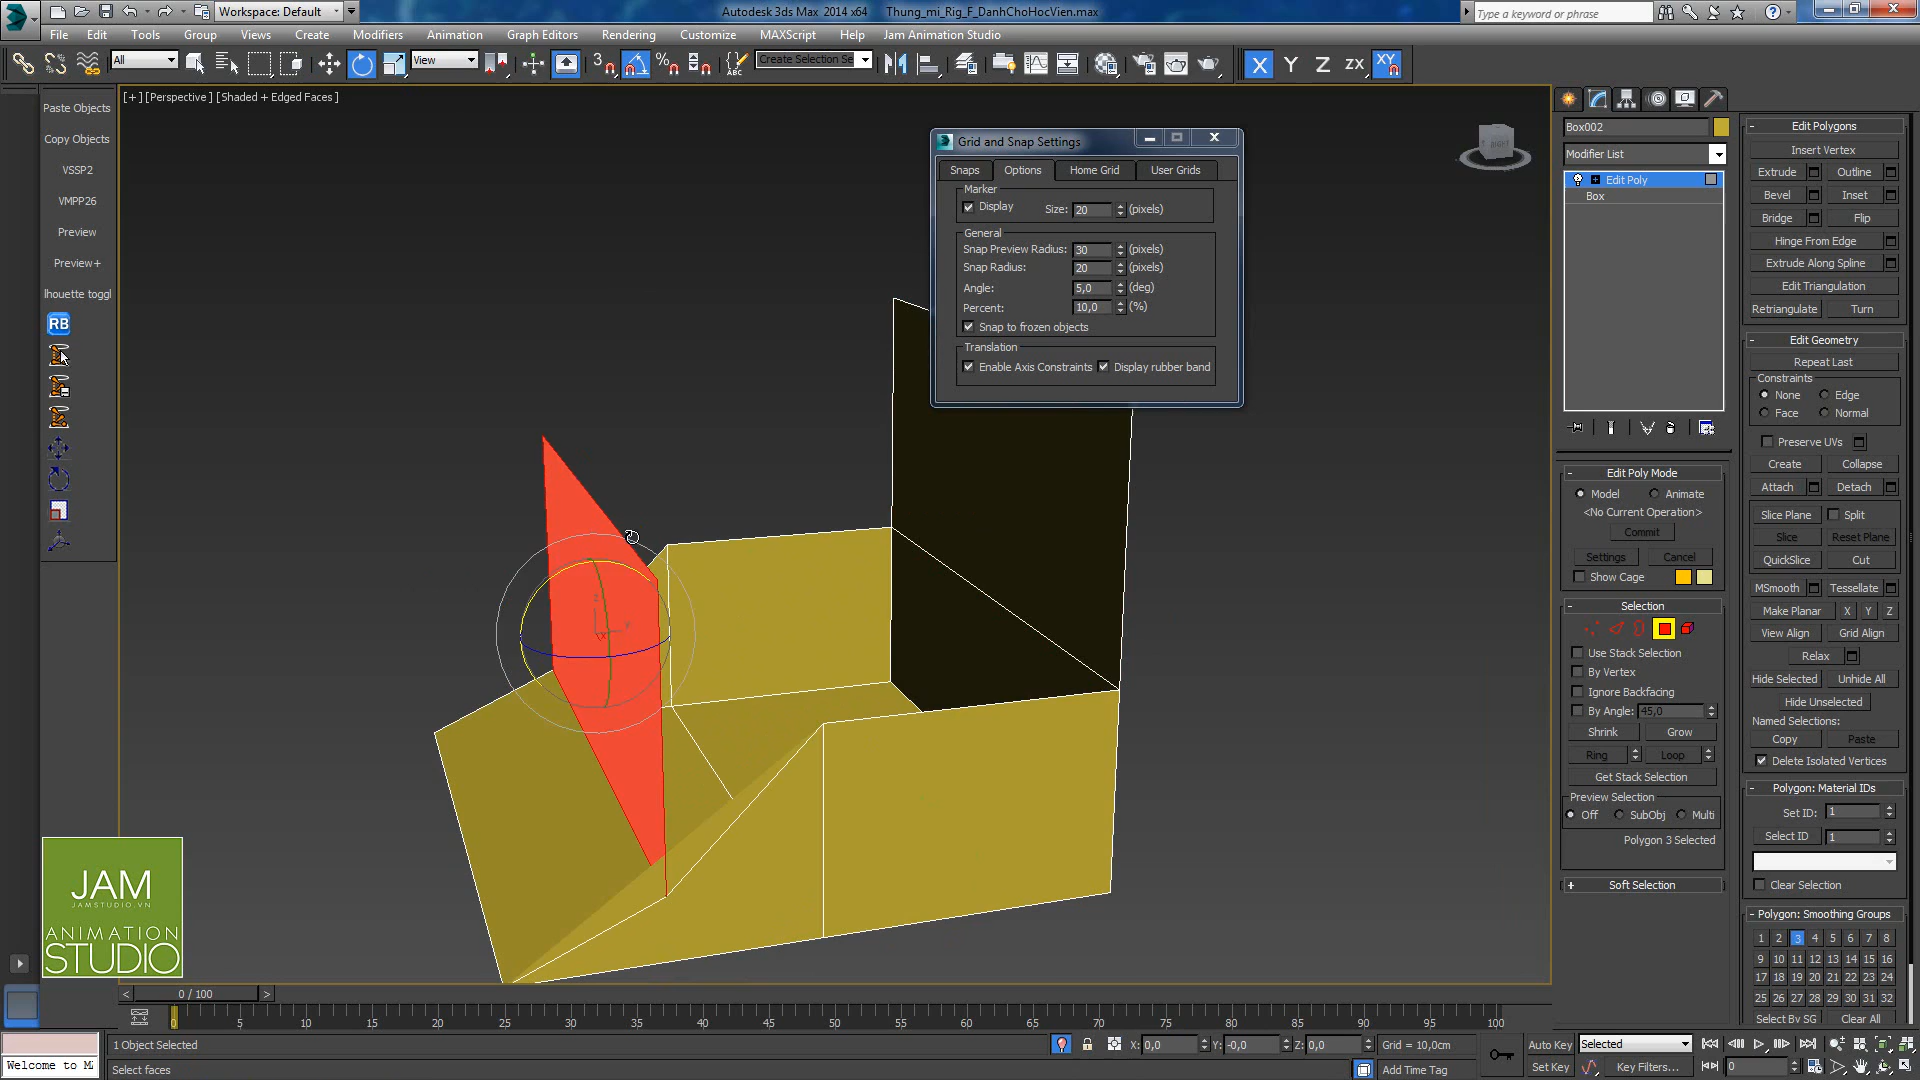 Workspace: Default
Autodesk 3ds Max 2014 x64 Thung_mi_Rig_F_DanhChoHocVien.max
Type a keyword or phrase
File Edit Tools Group Views Create Modifiers Animation Graph Editors Rendering Customize MAXScript Help Jam Animation Studio
All View 3 Create Selection Se X Y Z ZX XY
[+] [Perspective] [Shaded + Edged Faces]
Paste Objects
Copy Objects
VSSP2
VMPP26
Preview
Preview+
lhouette toggl
RB
Grid and Snap Settings
Snaps Options Home Grid User Grids
Marker
Display Size: 20 (pixels)
General
Snap Preview Radius: 30 (pixels)
Snap Radius: 20 (pixels)
Angle: 5,0 (deg)
Percent: 10,0 (%)
Snap to frozen objects
Translation
Enable Axis Constraints Display rubber band
Box002
Modifier List
Edit Poly
Box
Edit Poly Mode
Model Animate
<No Current Operation>
Commit
Settings Cancel
Show Cage
Selection
Use Stack Selection
By Vertex
Ignore Backfacing
By Angle: 45,0
Shrink Grow
Ring Loop
Get Stack Selection
Preview Selection
Off SubObj Multi
Polygon 3 Selected
Soft Selection
Edit Polygons
Insert Vertex
Extrude Outline
Bevel Inset
Bridge Flip
Hinge From Edge
Extrude Along Spline
Edit Triangulation
Retriangulate Turn
Edit Geometry
Repeat Last
Constraints
None Edge
Face Normal
Preserve UVs
Create Collapse
Attach Detach
Slice Plane Split
Slice Reset Plane
QuickSlice Cut
MSmooth Tessellate
Make Planar X Y Z
View Align Grid Align
Relax
Hide Selected Unhide All
Hide Unselected
Named Selections:
Copy Paste
Delete Isolated Vertices
Polygon: Material IDs
Set ID: 1
Select ID 1
Clear Selection
Polygon: Smoothing Groups
1 2 3 4 5 6 7 8
9 10 11 12 13 14 15 16
17 18 19 20 21 22 23 24
25 26 27 28 29 30 31 32
Select By SG Clear All
JAM
JAMSTUDIO.VN
ANIMATION
STUDIO
< 0 / 100 >
0 5 10 15 20 25 30 35 40 45 50 55 60 65 70 75 80 85 90 95 100
1 Object Selected X: 0,0 Y: -0,0 Z: 0,0 Grid = 10,0cm Auto Key Selected
Welcome to M Select faces Add Time Tag Set Key Key Filters... 0